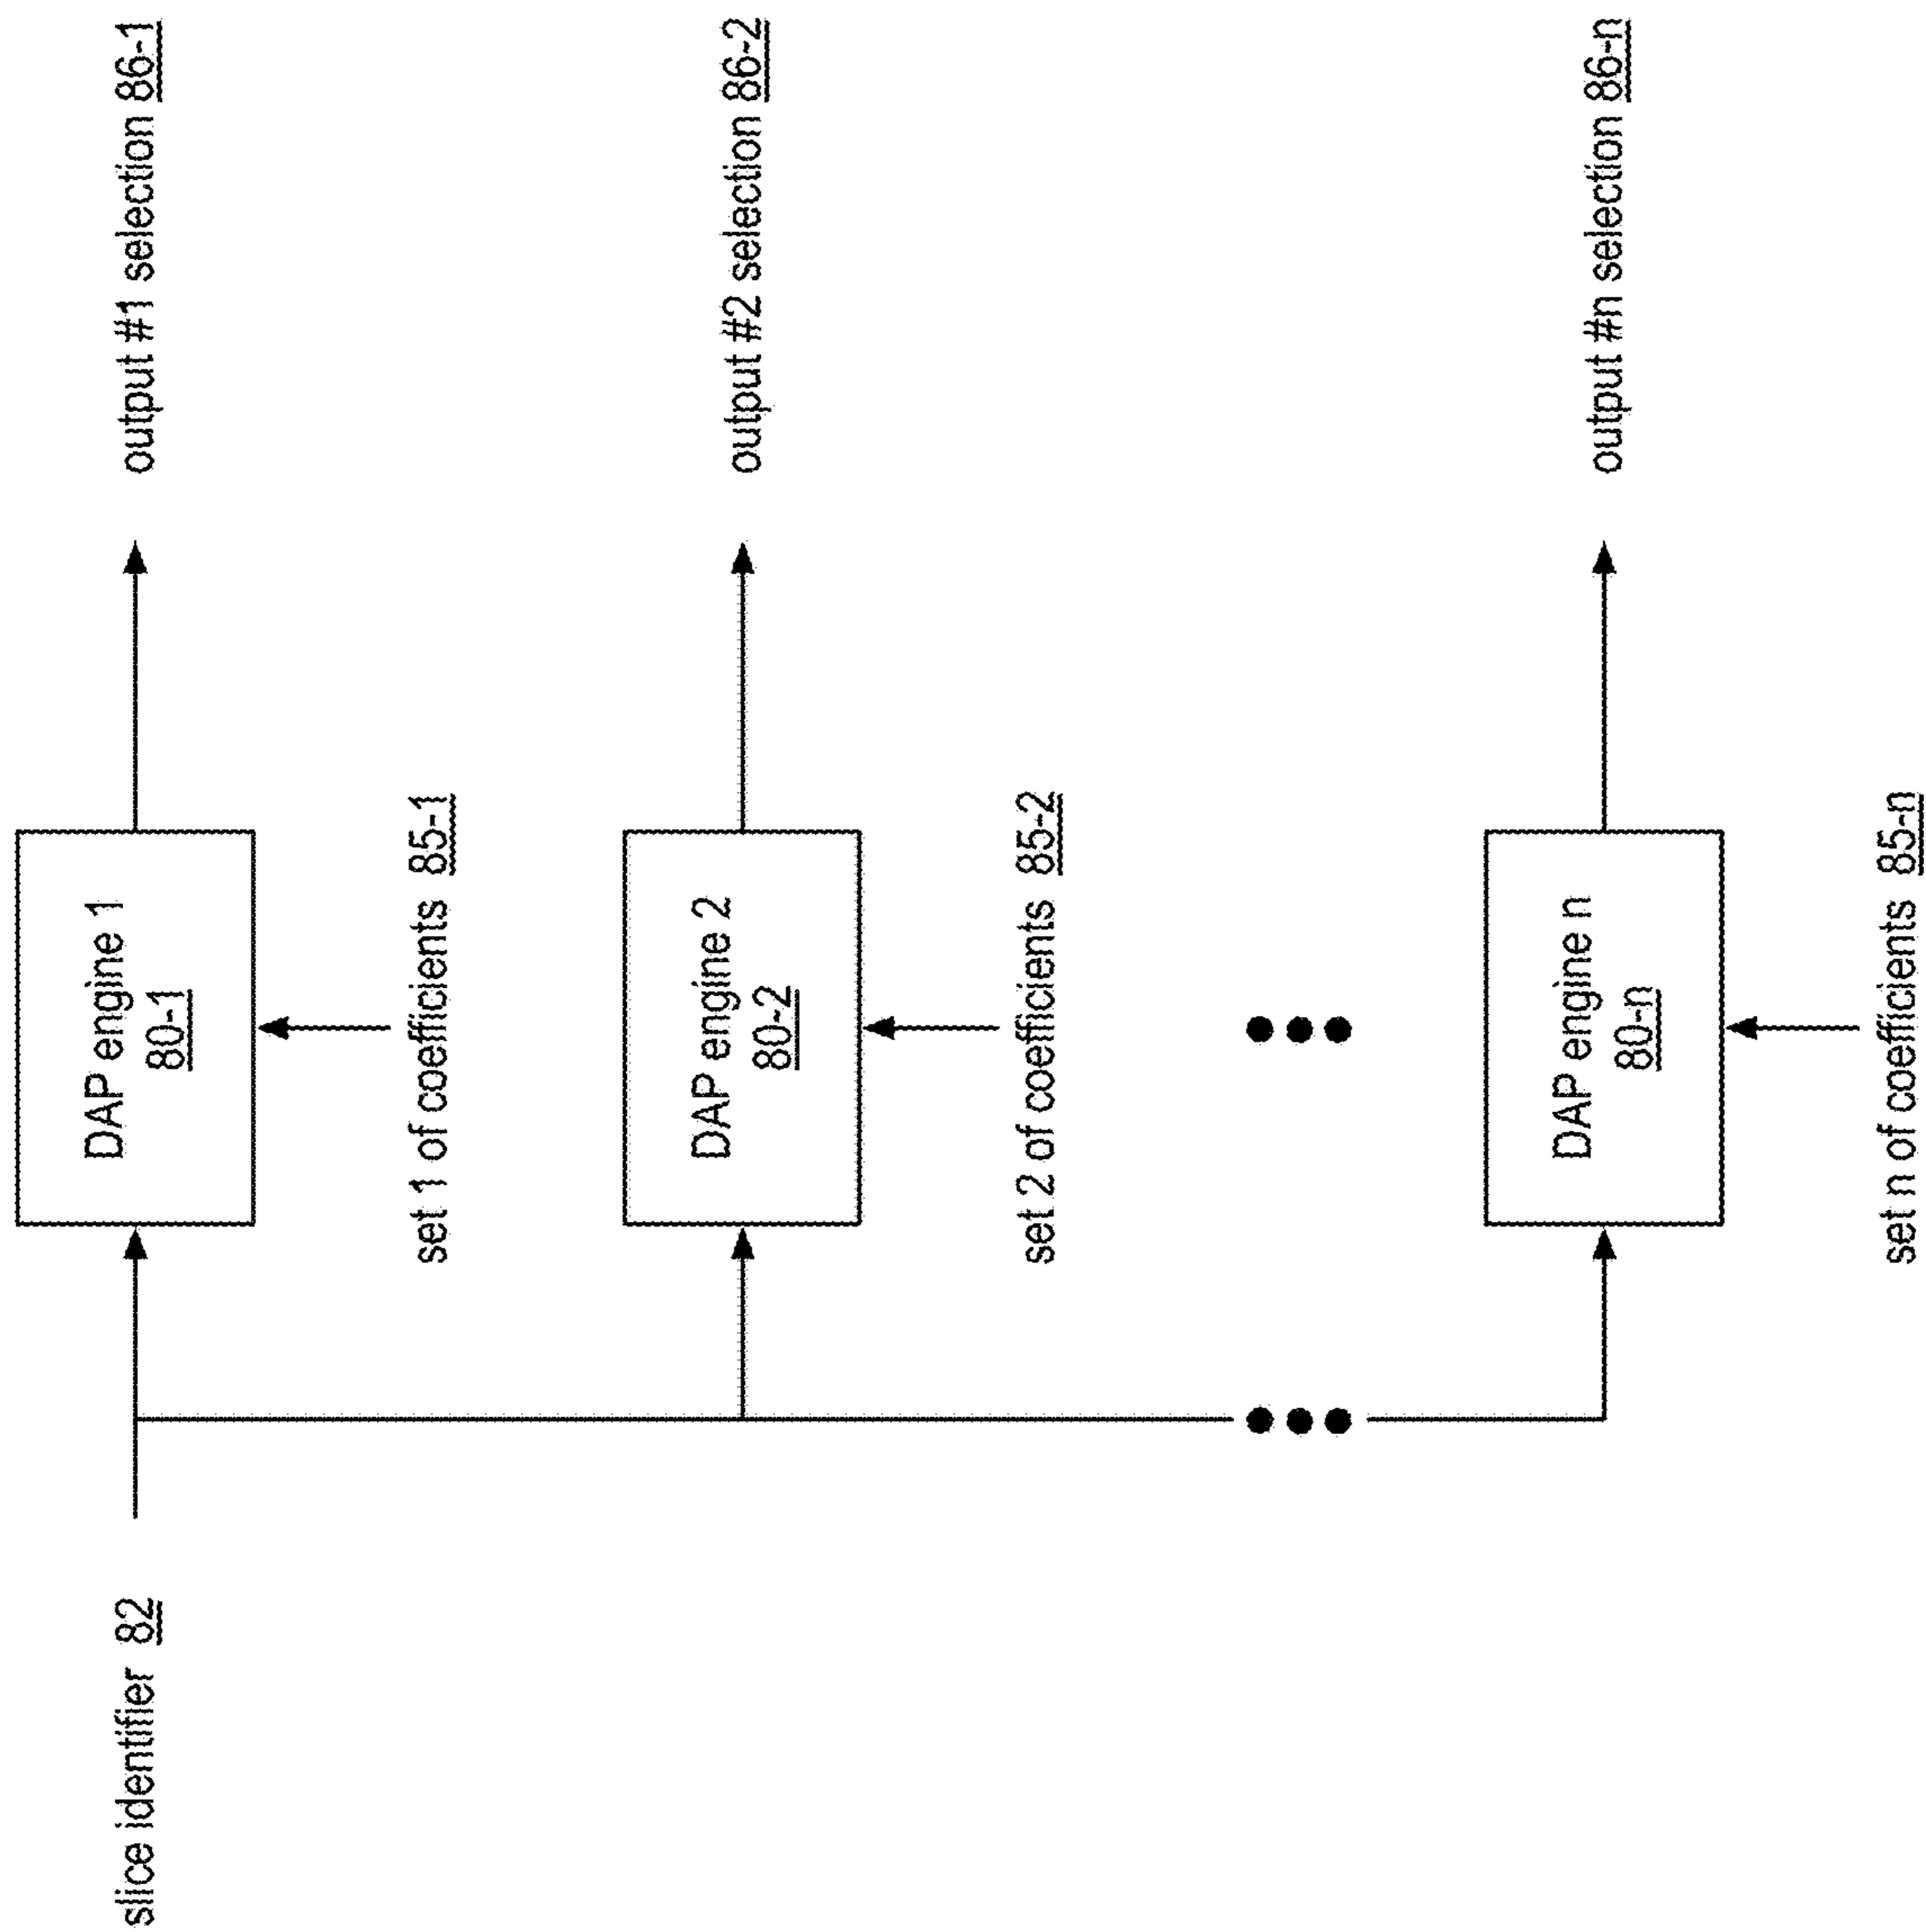 slice identifier 82
DAP engine 1
80-1
output #1 selection 86-1
set 1 of coefficients 85-1
DAP engine 2
80-2
output #2 selection 86-2
set 2 of coefficients 85-2
DAP engine n
80-n
output #n selection 86-n
set n of coefficients 85-n